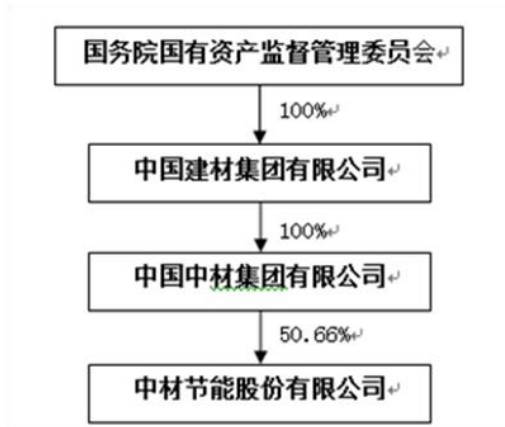 国务院国有资产监督管理委员会
100%
中国建材集团有限公司
100%
中国中材集团有限公司
50.66%
中材节能股份有限公司